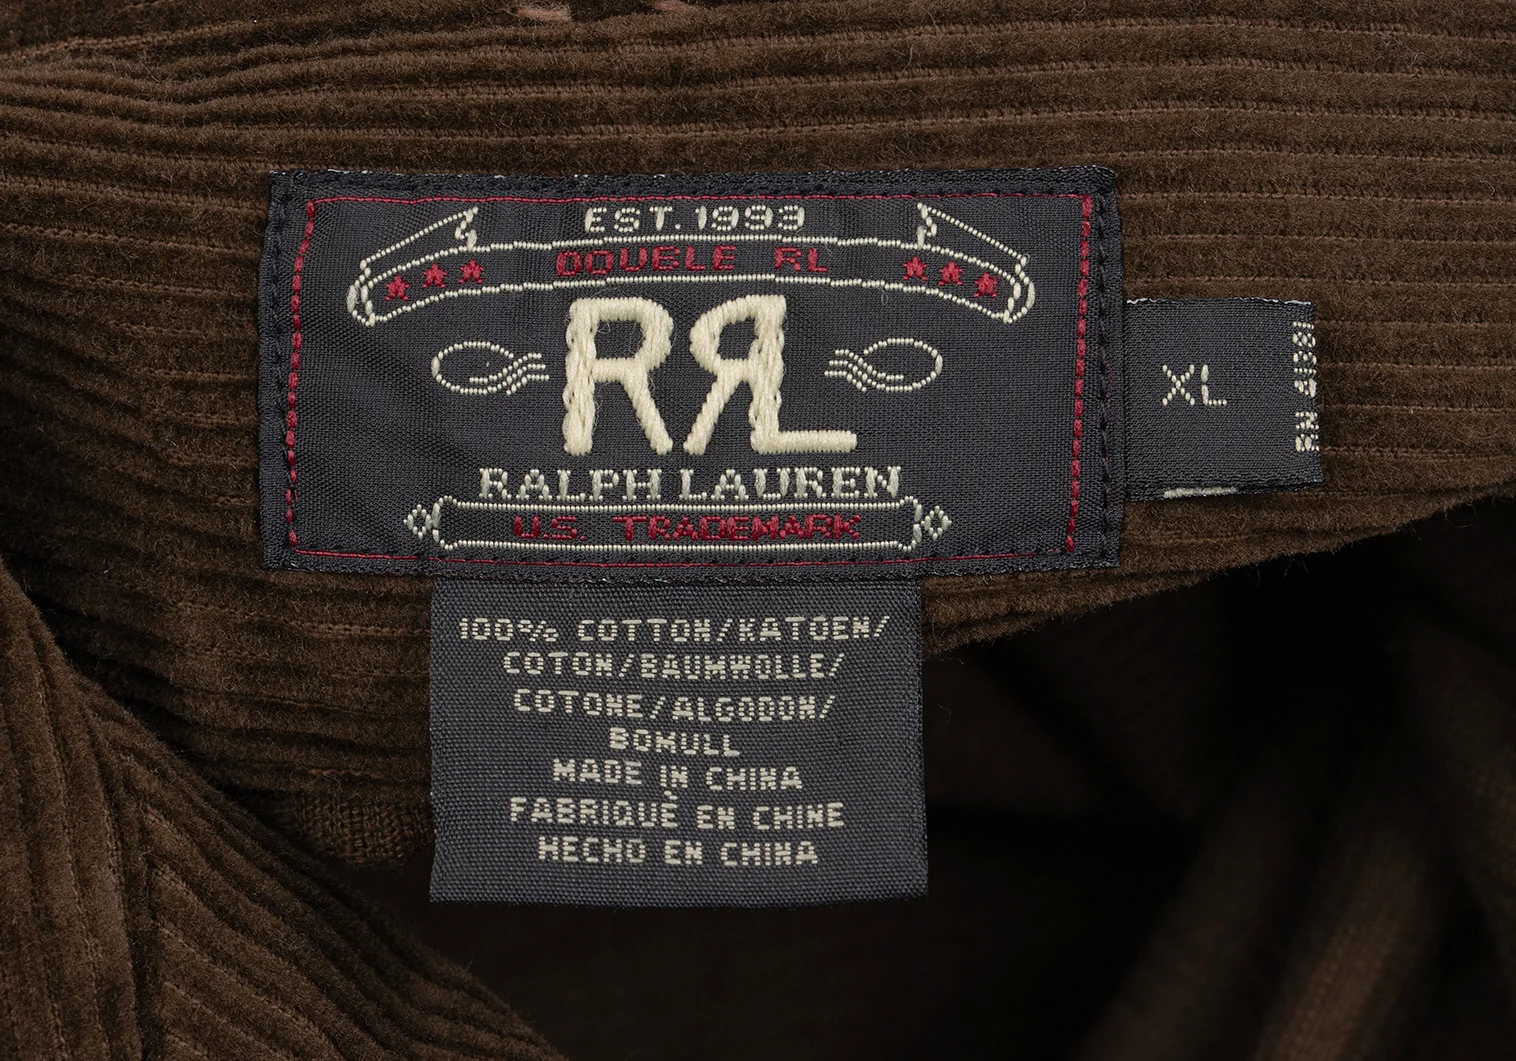 EST. 1993
DOUBLE RL
RRL
RALPH LAUREN
U.S. TRADEMARK
XL
100% COTTON/KATOEN/
COTON/BAUMWOLLE/
COTONE/ALGODON/
BOMULL
MADE IN CHINA
FABRIQUÈ EN CHINE
HECHO EN CHINA